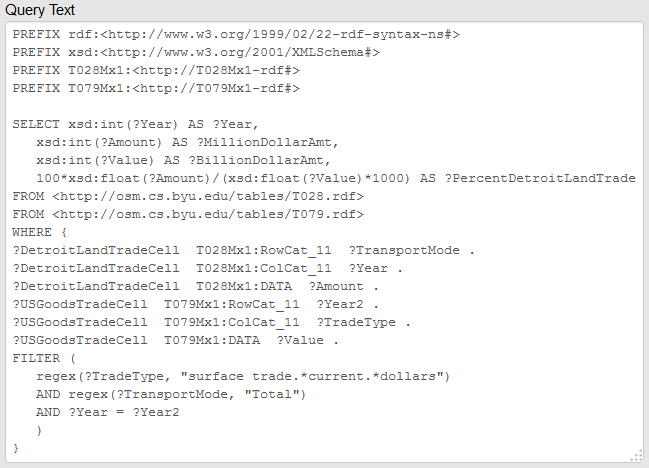 Query Text
PREFIX rdf:<http://www.w3.org/1999/02/22-rdf-syntax-ns#>
PREFIX xsd:<http://www.w3.org/2001/XMLSchema#>
PREFIX T028Mx1:<http://T028Mx1-rdf#>
PREFIX T079Mx1:<http://T079Mx1-rdf#>

SELECT xsd:int(?Year) AS ?Year,
   xsd:int(?Amount) AS ?MillionDollarAmt,
   xsd:int(?Value) AS ?BillionDollarAmt,
   100*xsd:float(?Amount)/(xsd:float(?Value)*1000) AS ?PercentDetroitLandTrade
FROM <http://osm.cs.byu.edu/tables/T028.rdf>
FROM <http://osm.cs.byu.edu/tables/T079.rdf>
WHERE {
?DetroitLandTradeCell  T028Mx1:RowCat_11  ?TransportMode .
?DetroitLandTradeCell  T028Mx1:ColCat_11  ?Year .
?DetroitLandTradeCell  T028Mx1:DATA  ?Amount .
?USGoodsTradeCell  T079Mx1:RowCat_11  ?Year2 .
?USGoodsTradeCell  T079Mx1:ColCat_11  ?TradeType .
?USGoodsTradeCell  T079Mx1:DATA  ?Value .
FILTER (
   regex(?TradeType, "surface trade.*current.*dollars")
   AND regex(?TransportMode, "Total")
   AND ?Year = ?Year2
   )
}